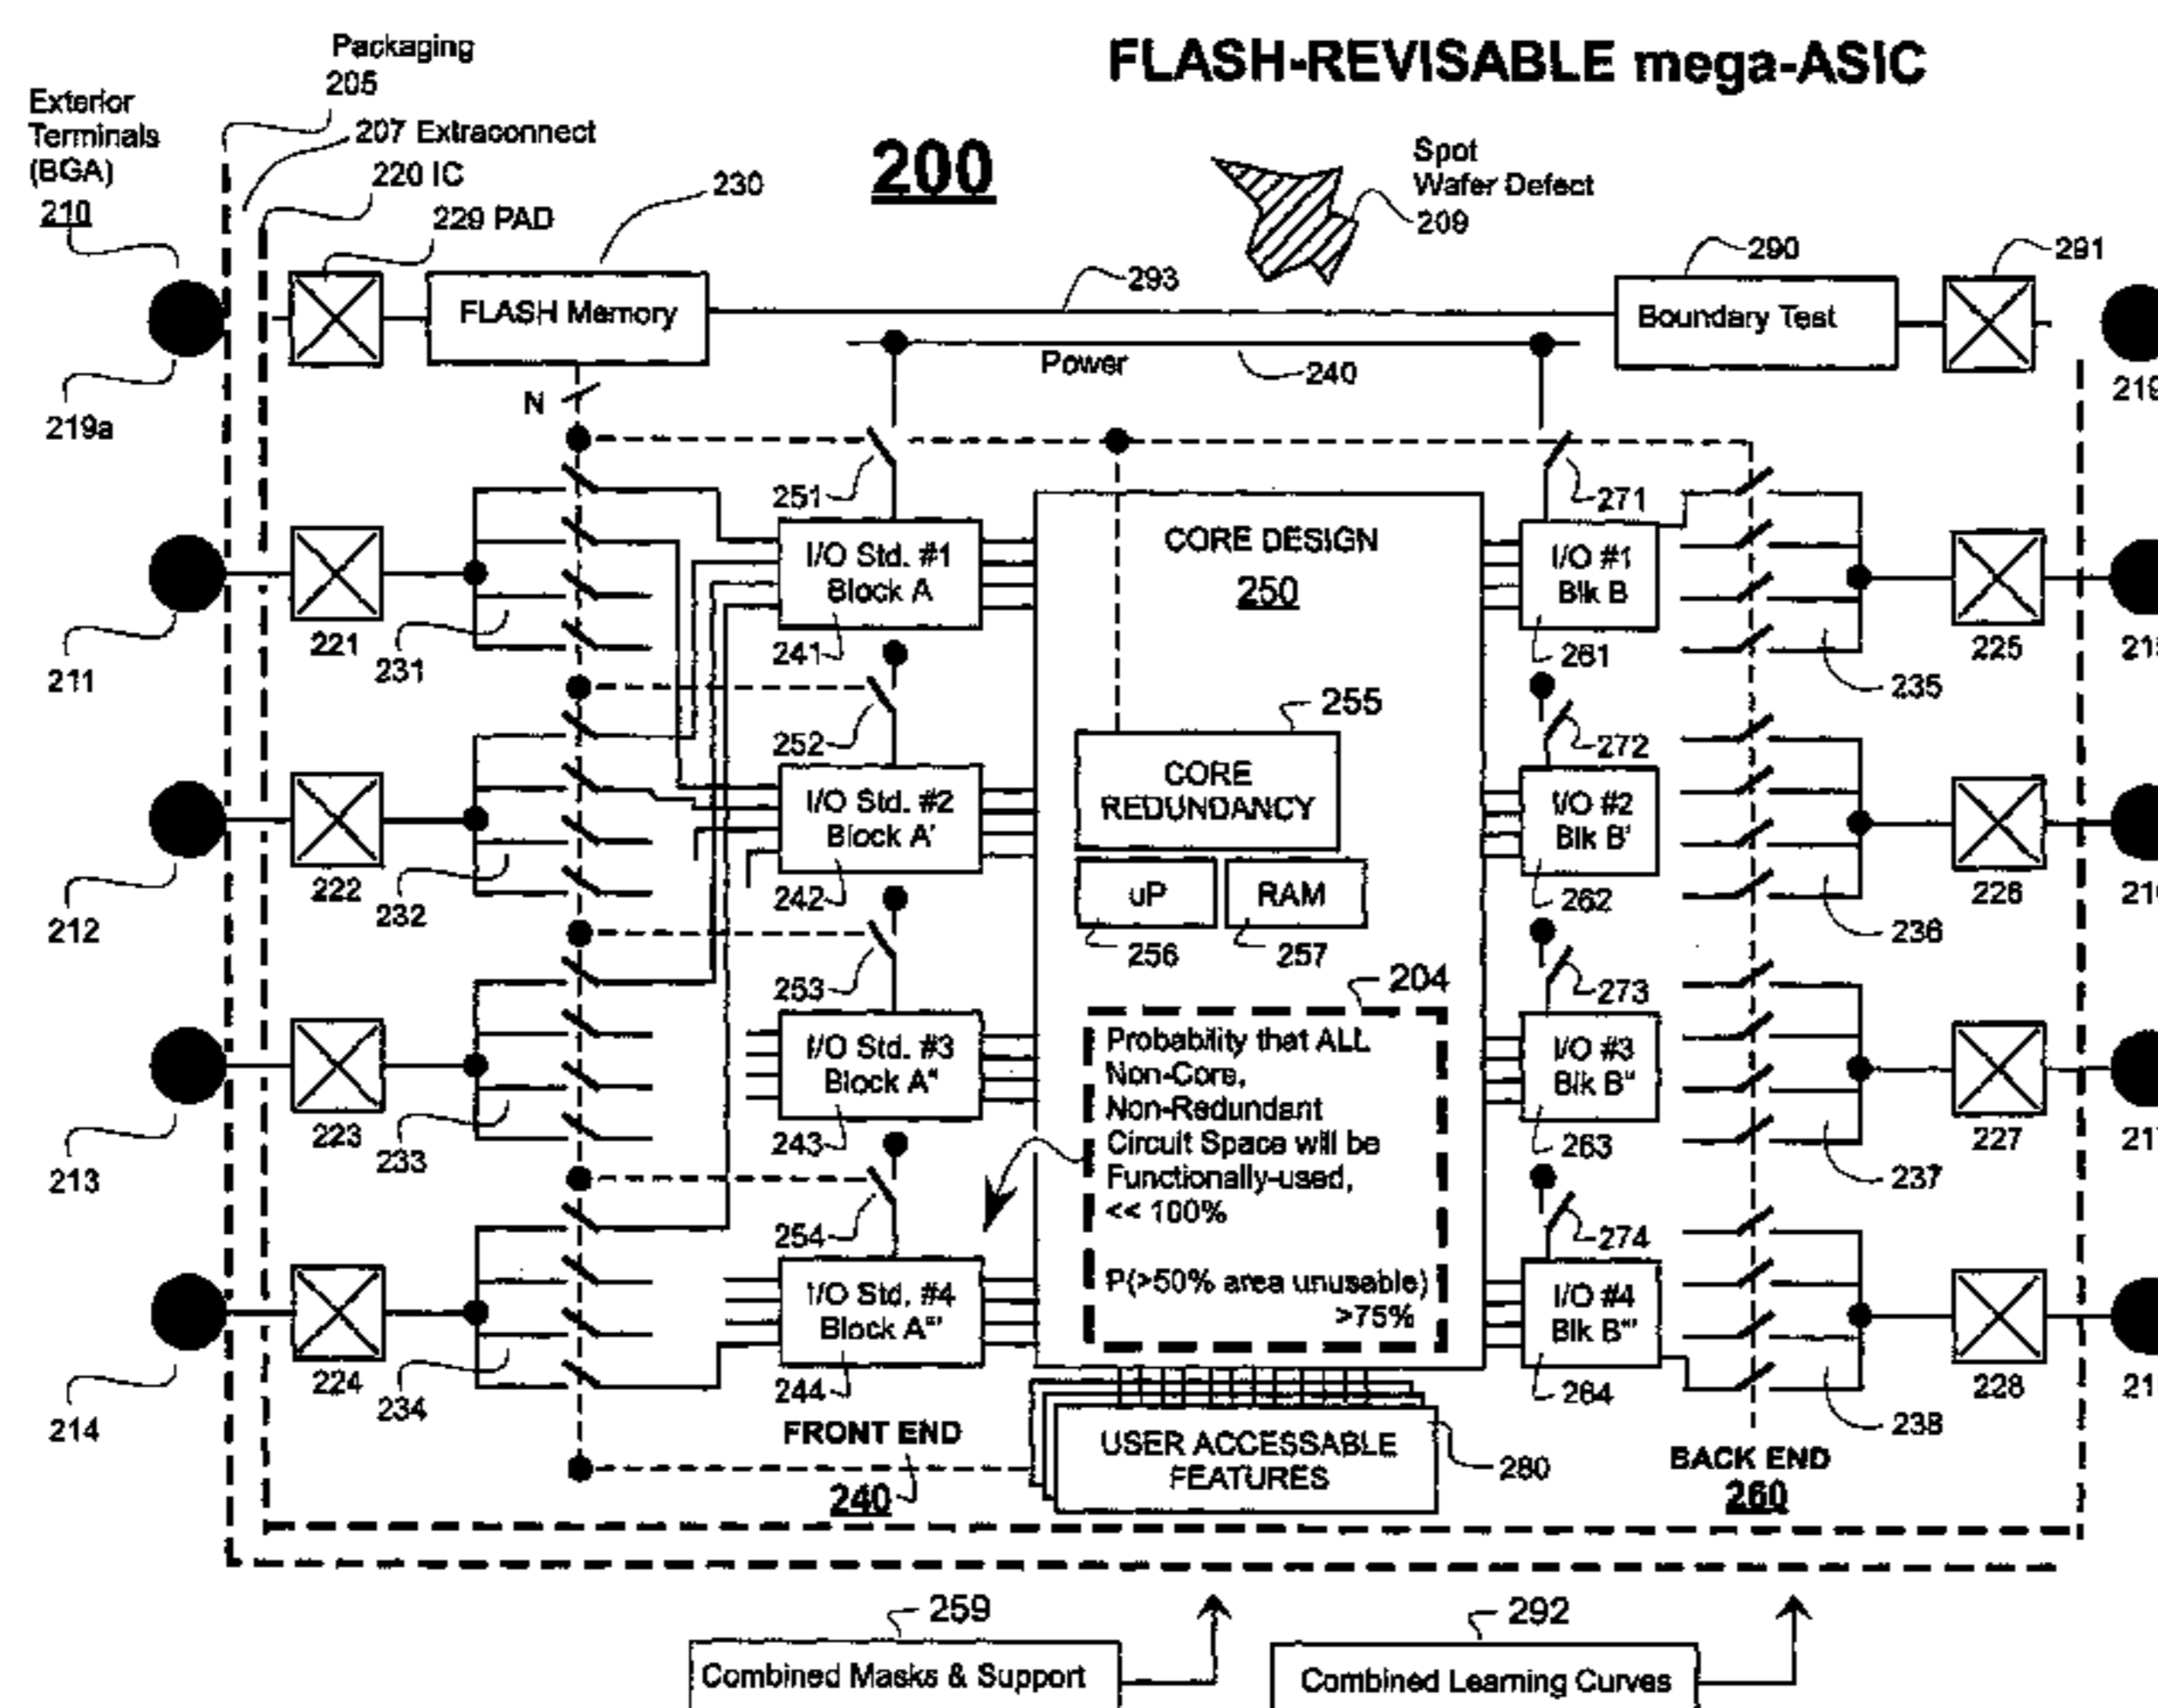 FLASH-REVISABLE mega-ASIC
200
Packaging
205
Exterior
Terminals
(BGA)
210
207 Extraconnect
220 IC
229 PAD
230
Spot
Wafer Defect
209
290
291
293
FLASH Memory
Boundary Test
Power
240
N
219a
219
251
271
I/O Std. #1
Block A
CORE DESIGN
250
I/O #1
Blk B
211
221
231
241
261
235
225
215
252
255
272
I/O Std. #2
Block A'
CORE
REDUNDANCY
I/O #2
Blk B'
uP
RAM
212
222
232
242
256
257
262
236
226
253
204
273
I/O Std. #3
Block A"
I/O #3
Blk B"
Probability that ALL
Non-Core,
Non-Redundant
Circuit Space will be
Functionally-used,
<< 100%
P(>50% area unusable)
>75%
213
223
233
243
263
237
227
254
274
I/O Std. #4
Block A"'
I/O #4
Blk B"'
214
224
234
244
264
238
228
FRONT END
240
USER ACCESSABLE
FEATURES
280
BACK END
260
259
Combined Masks & Support
292
Combined Learning Curves